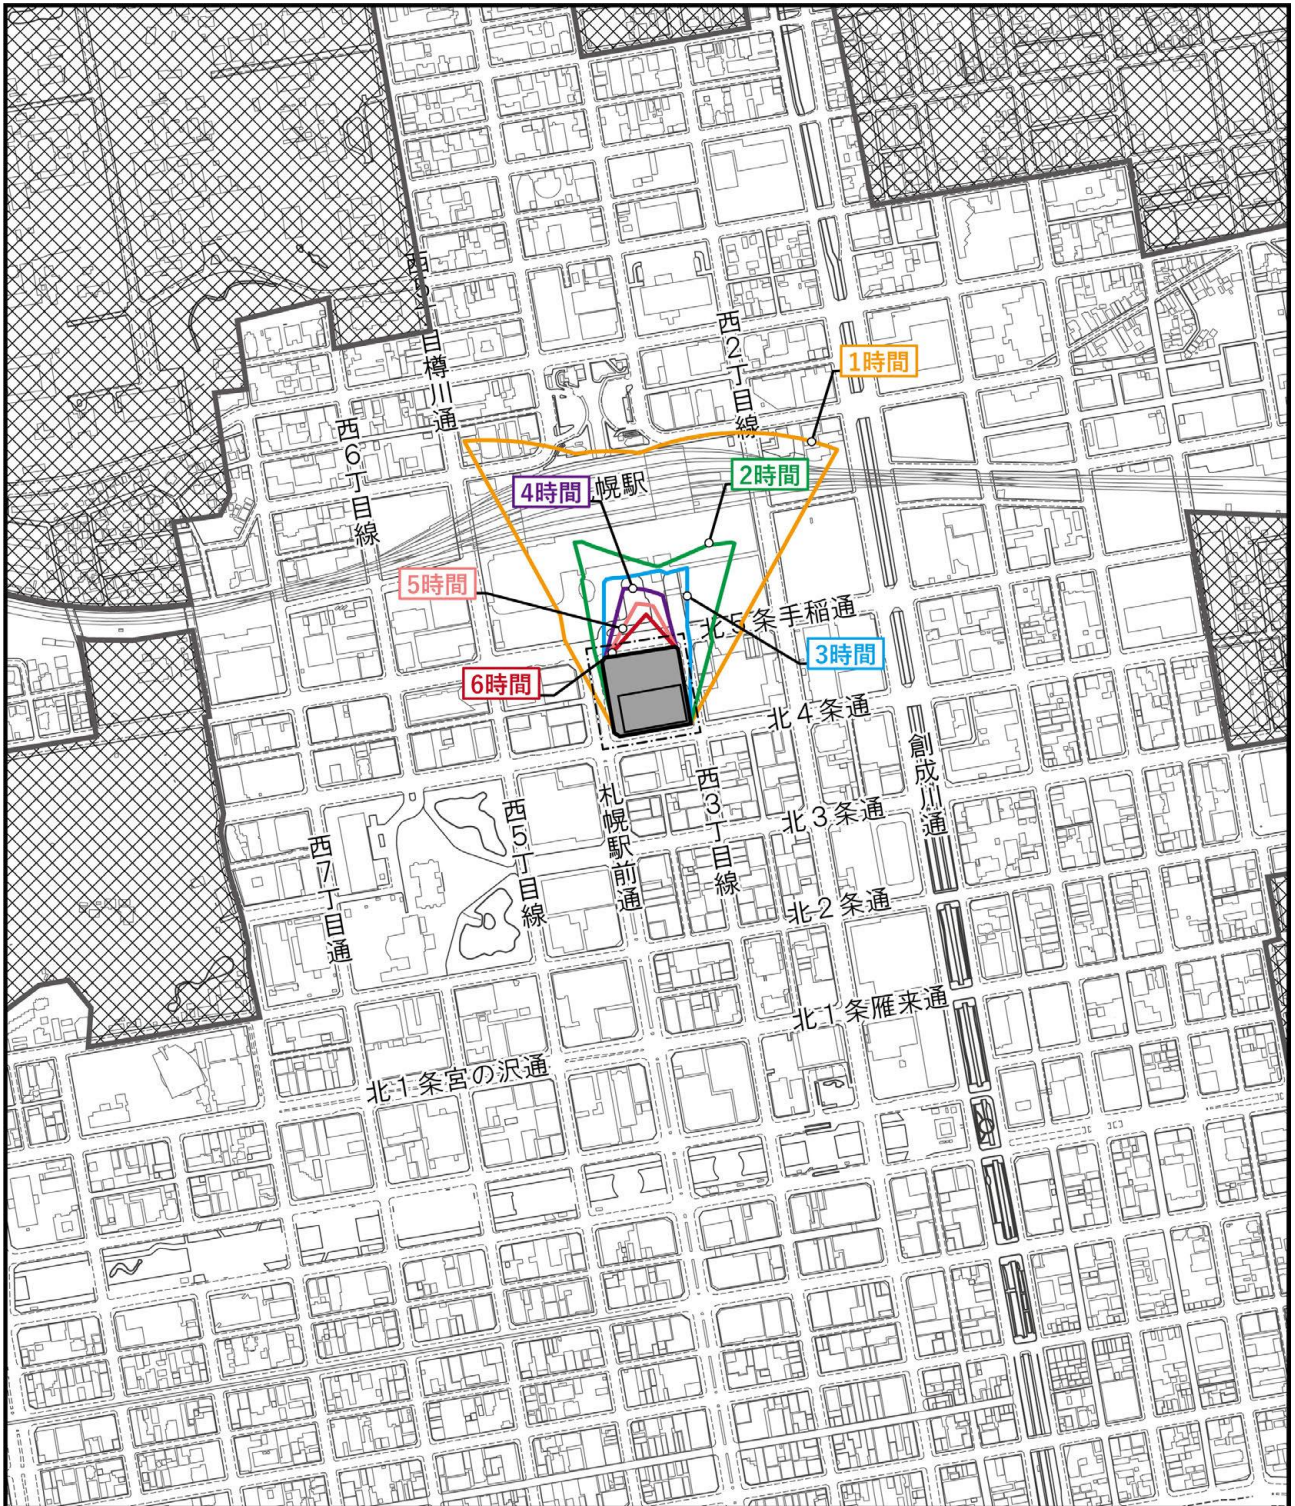 西5丁目樽川通
西2丁目線
1時間
西6丁目線
2時間
4時間
幌駅
5時間
北5条手稲通
3時間
6時間
北4条通
創成川通
西3丁目線
札幌駅前通
西5丁目線
北3条通
西7丁目通
北2条通
北1条雁来通
北1条宮の沢通